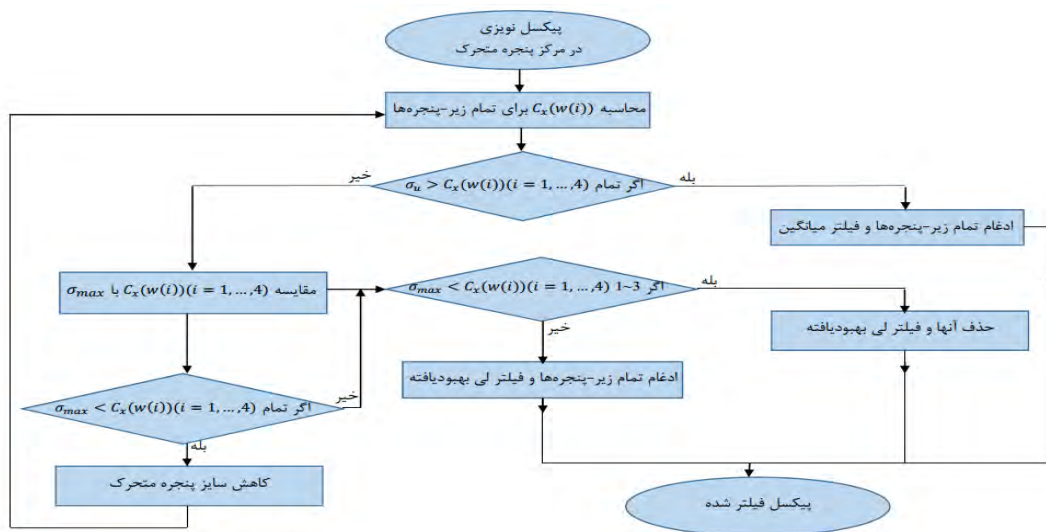 پیکسل نویزی
در مرکز پنجره متحرک
محاسبه C_x(w(i)) برای تمام زیر-پنجره‌ها
اگر تمام σ_u > C_x(w(i))(i = 1, …, 4)
خیر
بله
ادغام تمام زیر-پنجره‌ها و فیلتر میانگین
مقایسه C_x(w(i))(i = 1, …, 4) با σ_max
اگر 3~1 σ_max < C_x(w(i))(i = 1, …, 4)
بله
خیر
حذف آنها و فیلتر لی بهبودیافته
ادغام تمام زیر-پنجره‌ها و فیلتر لی بهبودیافته
اگر تمام σ_max < C_x(w(i))(i = 1, …, 4)
خیر
بله
کاهش سایز پنجره متحرک
پیکسل فیلتر شده